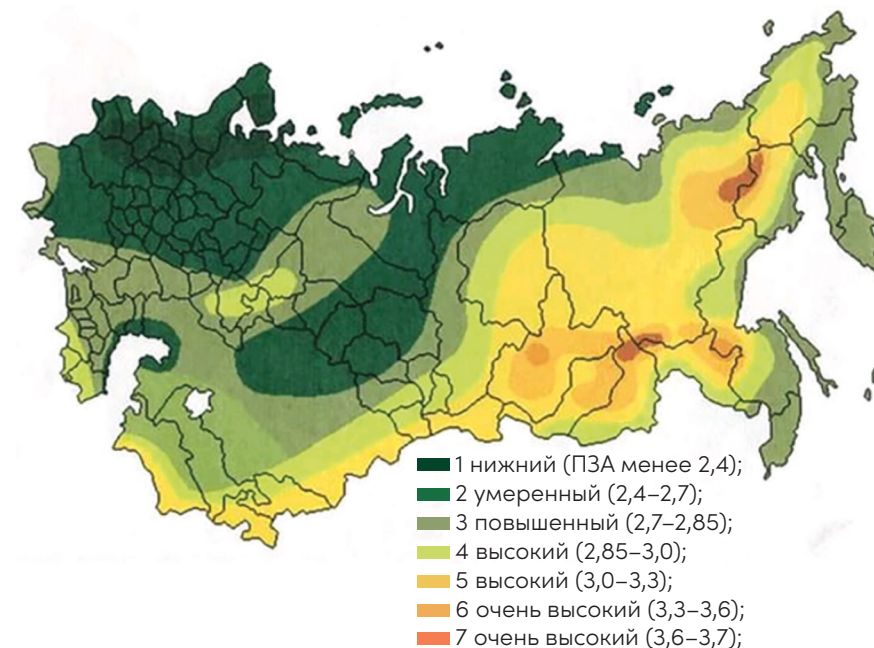 1 нижний (ПЗА менее 2,4);
2 умеренный (2,4–2,7);
3 повышенный (2,7–2,85);
4 высокий (2,85–3,0);
5 высокий (3,0–3,3);
6 очень высокий (3,3–3,6);
7 очень высокий (3,6–3,7);